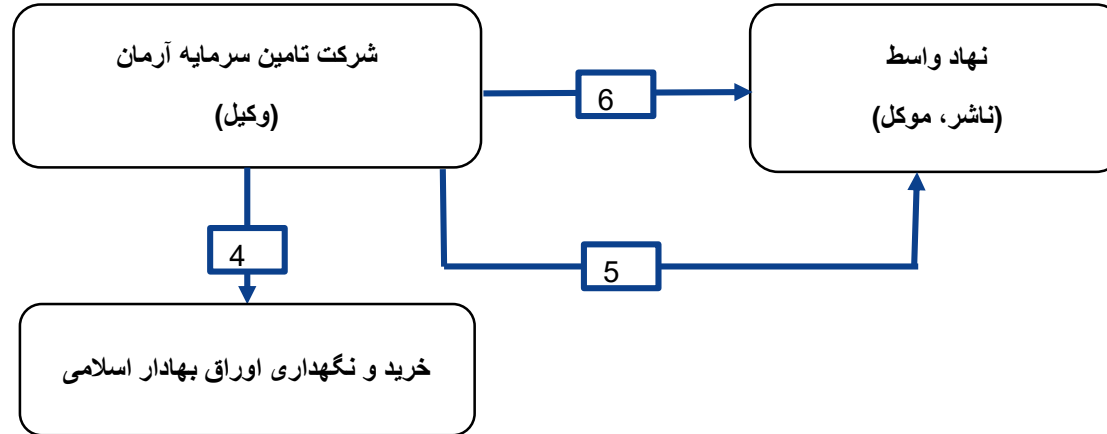 شرکت تامین سرمایه آرمان
(وکیل)
نهاد واسط
(ناشر، موکل)
6
4
5
خرید و نگهداری اوراق بهادار اسلامی